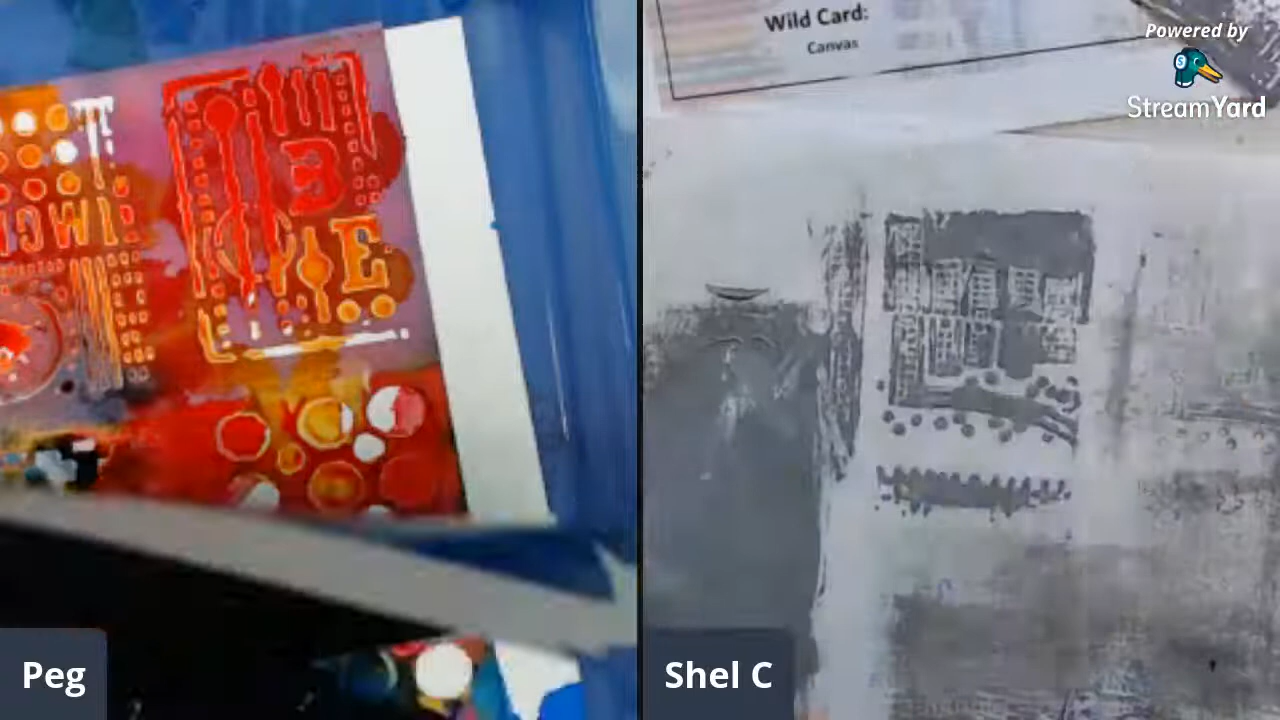 Wild Card:
Canvas
Powered by
StreamYard
B
E
Peg
Shel C